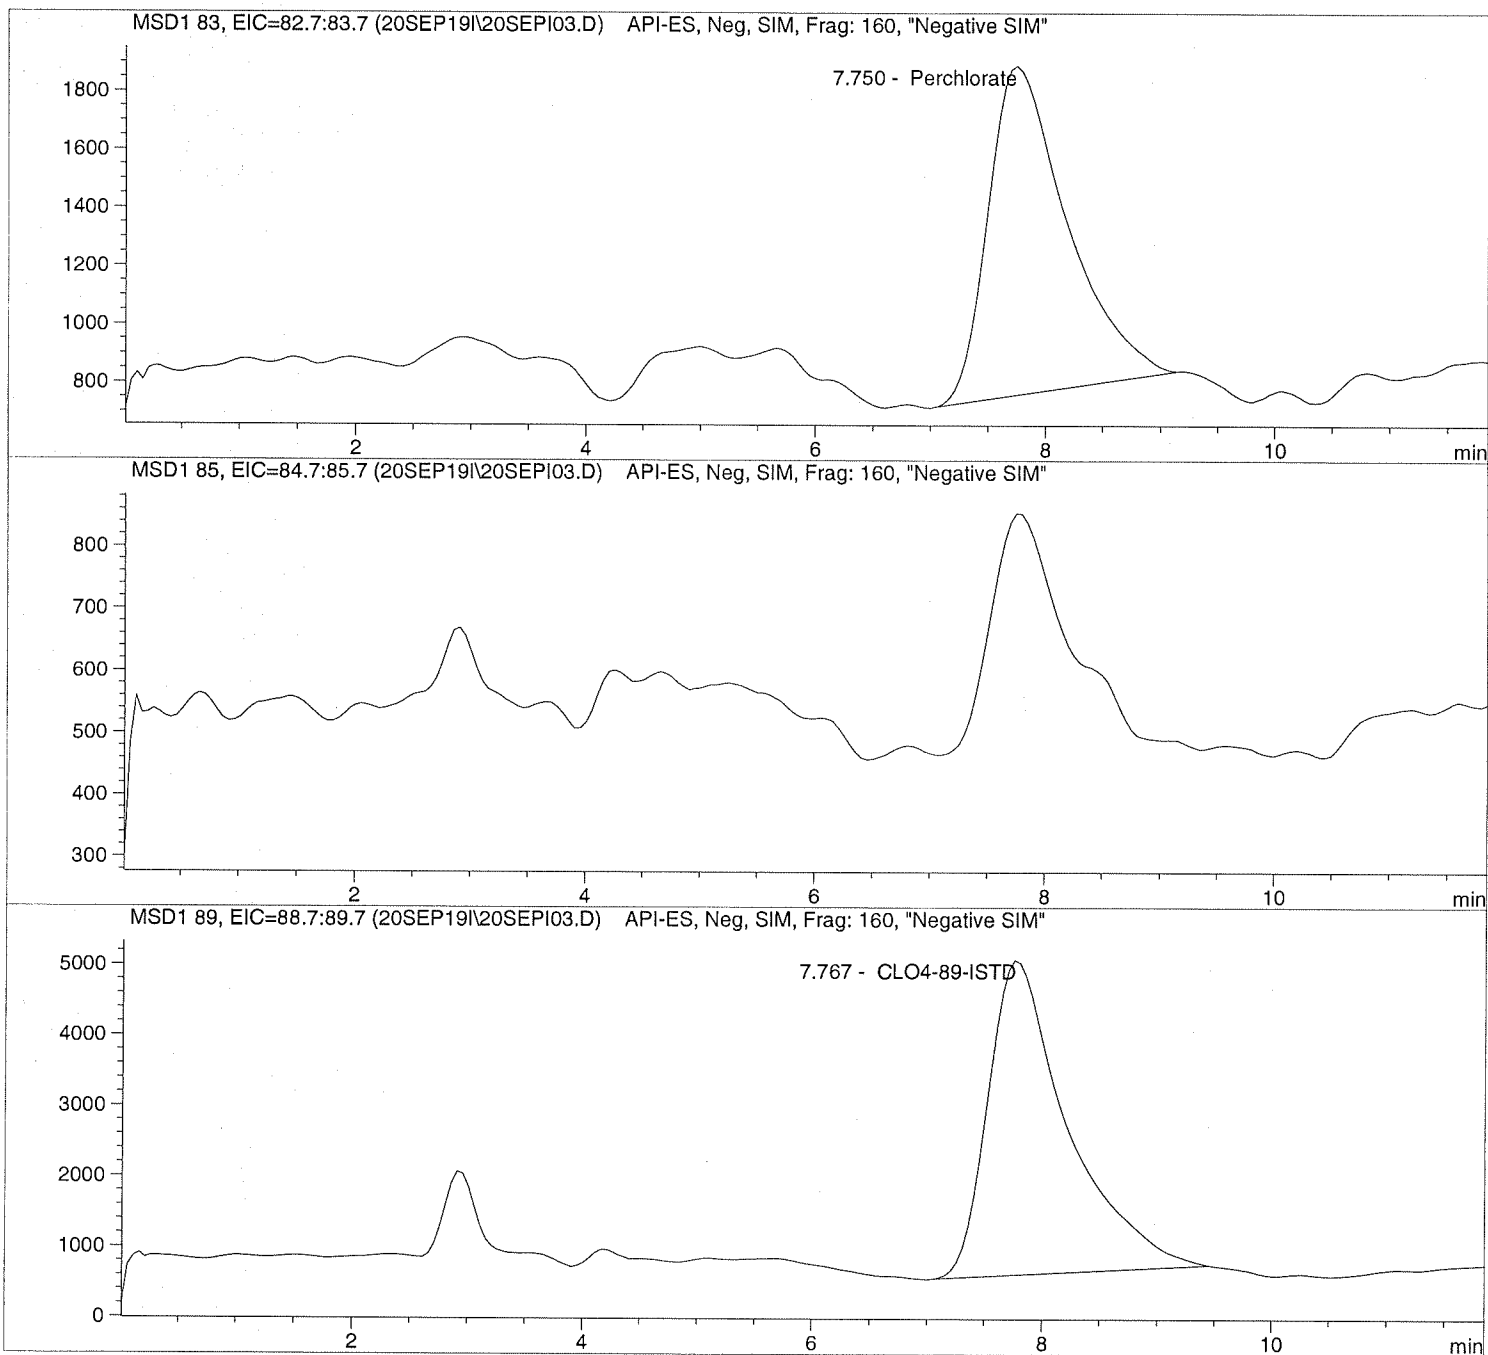 MSD1 83, EIC=82.7:83.7 (20SEP19I\20SEPI03.D) API-ES, Neg, SIM, Frag: 160, "Negative SIM"
7.750 - Perchlorate
1800
1600
1400
1200
1000
800
2 4 6 8 10 min
MSD1 85, EIC=84.7:85.7 (20SEP19I\20SEPI03.D) API-ES, Neg, SIM, Frag: 160, "Negative SIM"
800
700
600
500
400
300
2 4 6 8 10 min
MSD1 89, EIC=88.7:89.7 (20SEP19I\20SEPI03.D) API-ES, Neg, SIM, Frag: 160, "Negative SIM"
5000
7.767 - CLO4-89-ISTD
4000
3000
2000
1000
0
2 4 6 8 10 min